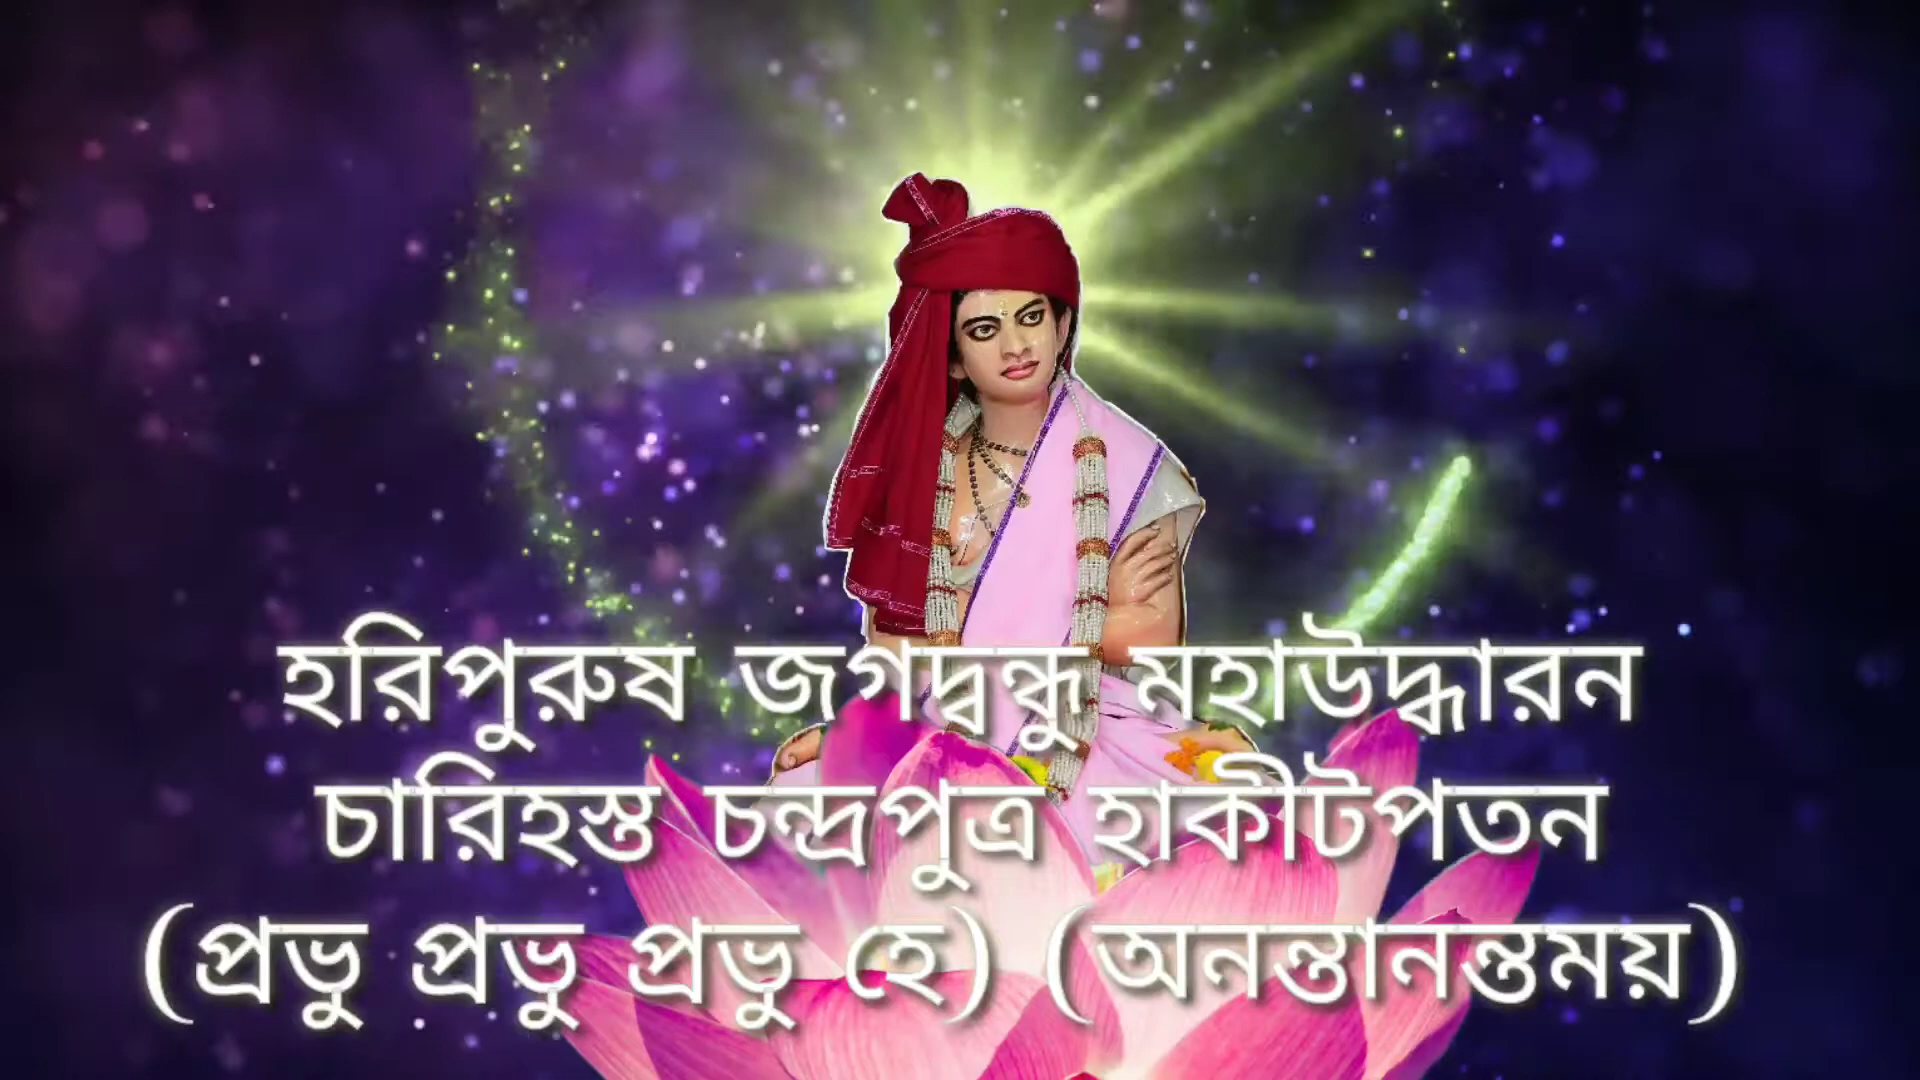 হরিপুরুষ জগদ্বন্ধু মহাউদ্ধারন
চারিহস্ত চন্দ্রপুত্র হাকীটপতন
(প্রভু প্রভু প্রভু হে) (অনন্তানন্তময়)